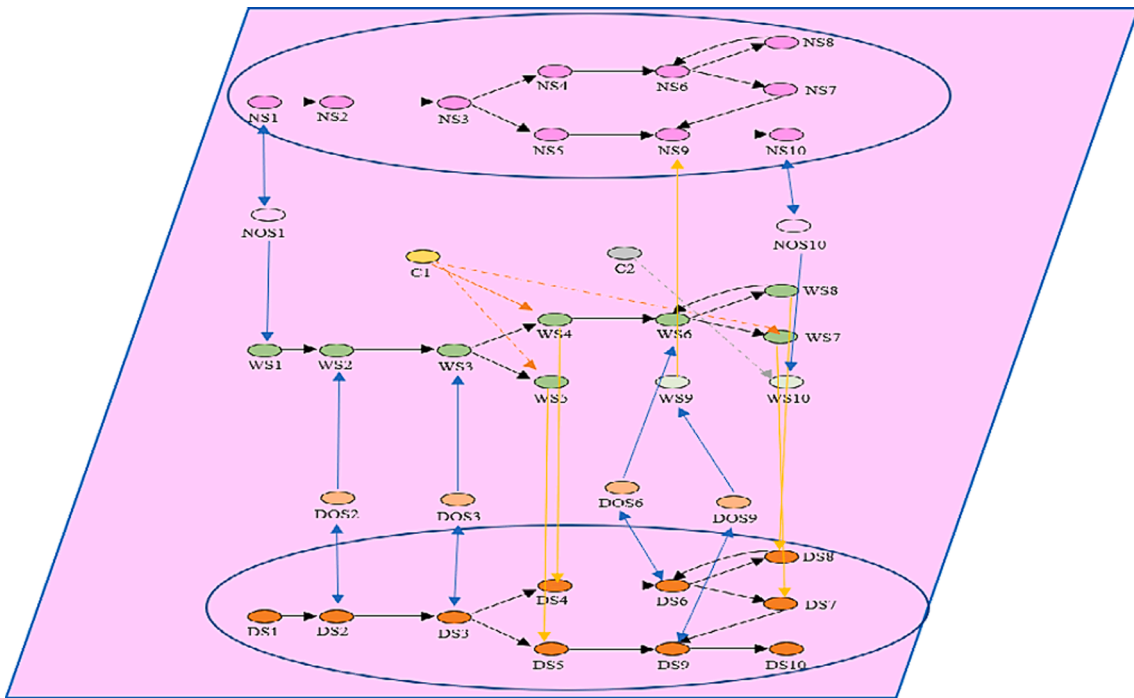 NS8
NS4
NS6
NS7
NS1
NS2
NS3
NS5
NS9
NS10
NOS1
NOS10
C1
C2
WS8
WS4
WS6
WS7
WS1
WS2
WS3
WS5
WS9
WS10
DOS2
DOS3
DOS6
DOS9
DS8
DS4
DS6
DS7
DS1
DS2
DS3
DS5
DS9
DS10